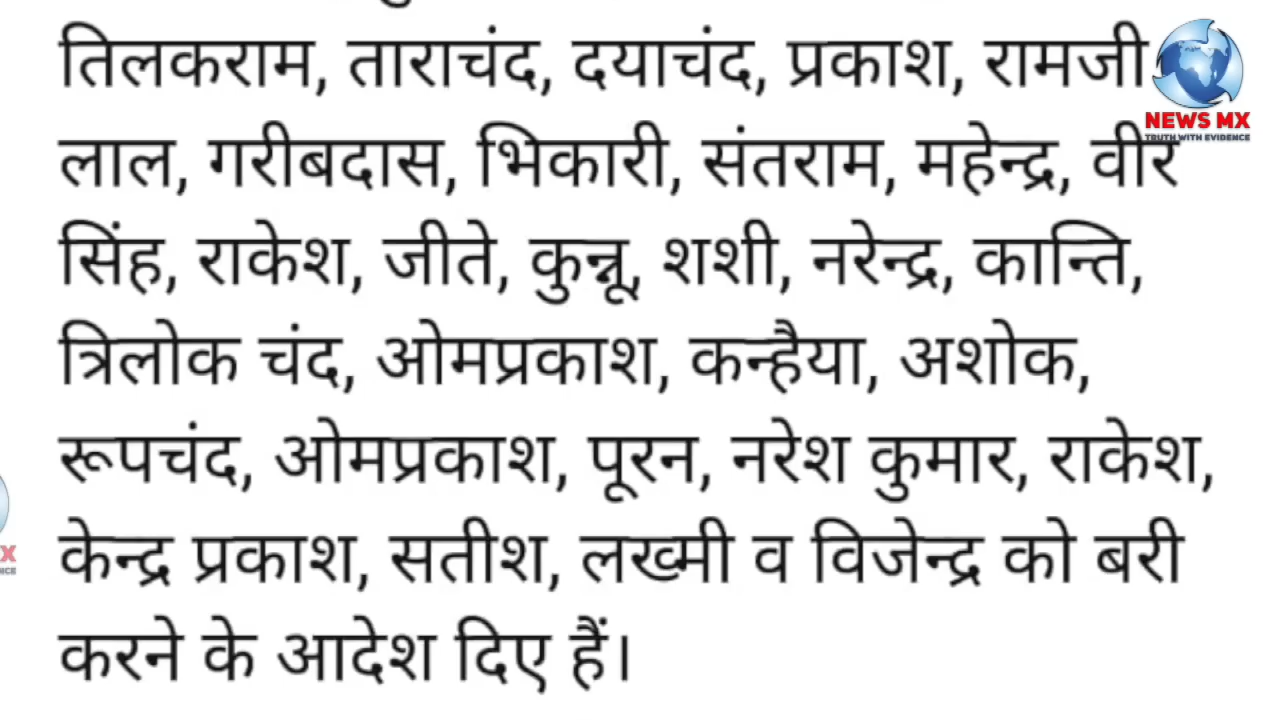 तिलकराम, ताराचंद, दयाचंद, प्रकाश, रामजी
लाल, गरीबदास, भिकारी, संतराम, महेन्द्र, वीर
सिंह, राकेश, जीते, कुन्नू, शशी, नरेन्द्र, कान्ति,
त्रिलोक चंद, ओमप्रकाश, कन्हैया, अशोक,
रूपचंद, ओमप्रकाश, पूरन, नरेश कुमार, राकेश,
केन्द्र प्रकाश, सतीश, लख्मी व विजेन्द्र को बरी
करने के आदेश दिए हैं।
NEWS MX
TRUTH WITH EVIDENCE
X
NCE